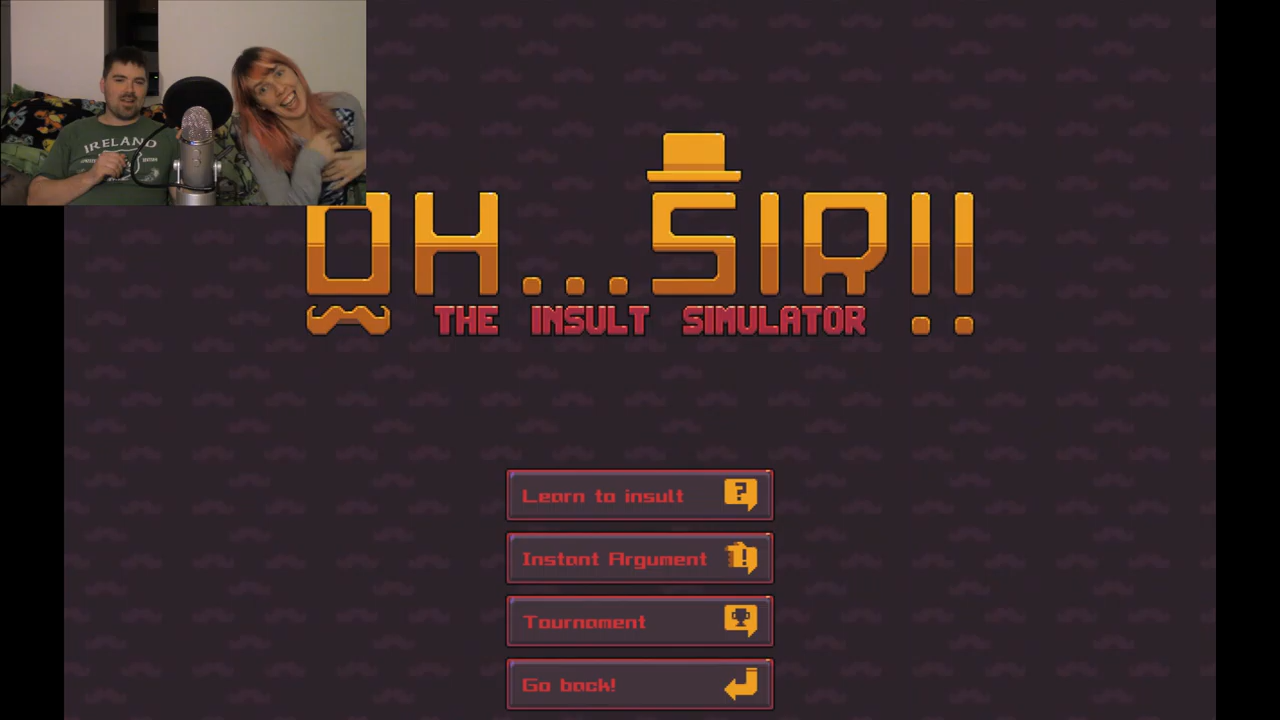 IRELAND
OH...SIR!!
THE INSULT SIMULATOR
Learn to insult
Instant Argument
Tournament
Go back!